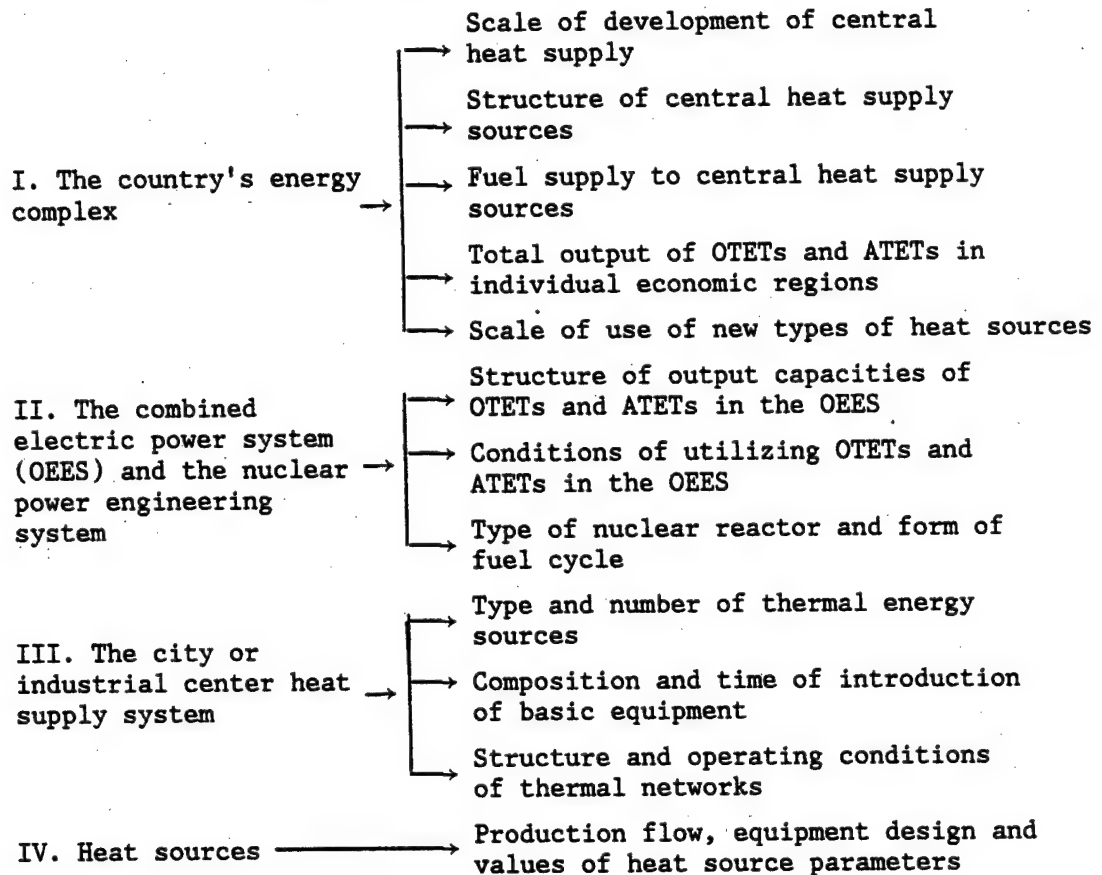 I. The country's energy
complex
Scale of development of central
heat supply
Structure of central heat supply
sources
Fuel supply to central heat supply
sources
Total output of OTETs and ATETs in
individual economic regions
Scale of use of new types of heat sources
II. The combined
electric power system
(OEES) and the nuclear
power engineering
system
Structure of output capacities of
OTETs and ATETs in the OEES
Conditions of utilizing OTETs and
ATETs in the OEES
Type of nuclear reactor and form of
fuel cycle
III. The city or
industrial center heat
supply system
Type and number of thermal energy
sources
Composition and time of introduction
of basic equipment
Structure and operating conditions
of thermal networks
IV. Heat sources
Production flow, equipment design and
values of heat source parameters